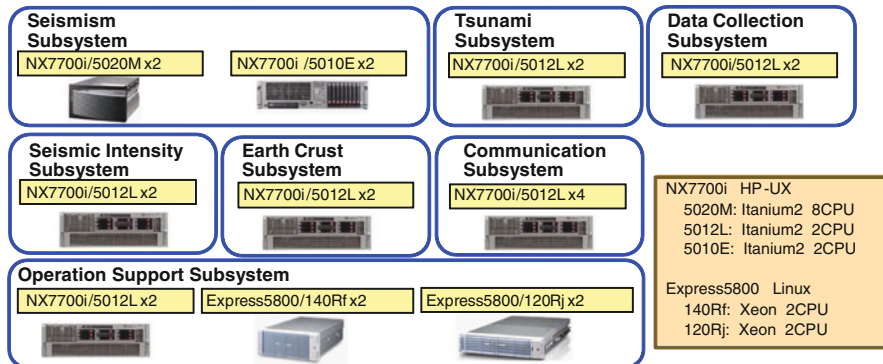 Seismism
Subsystem
NX7700i/5020M x2
NX7700i /5010E x2
Tsunami
Subsystem
NX7700i/5012L x2
Data Collection
Subsystem
NX7700i/5012L x2
Seismic Intensity
Subsystem
NX7700i/5012L x2
Earth Crust
Subsystem
NX7700i/5012L x2
Communication
Subsystem
NX7700i/5012L x4
Operation Support Subsystem
NX7700i/5012L x2
Express5800/140Rf x2
Express5800/120Rj x2
NX7700i HP-UX
5020M: Itanium2 8CPU
5012L: Itanium2 2CPU
5010E: Itanium2 2CPU
Express5800 Linux
140Rf: Xeon 2CPU
120Rj: Xeon 2CPU